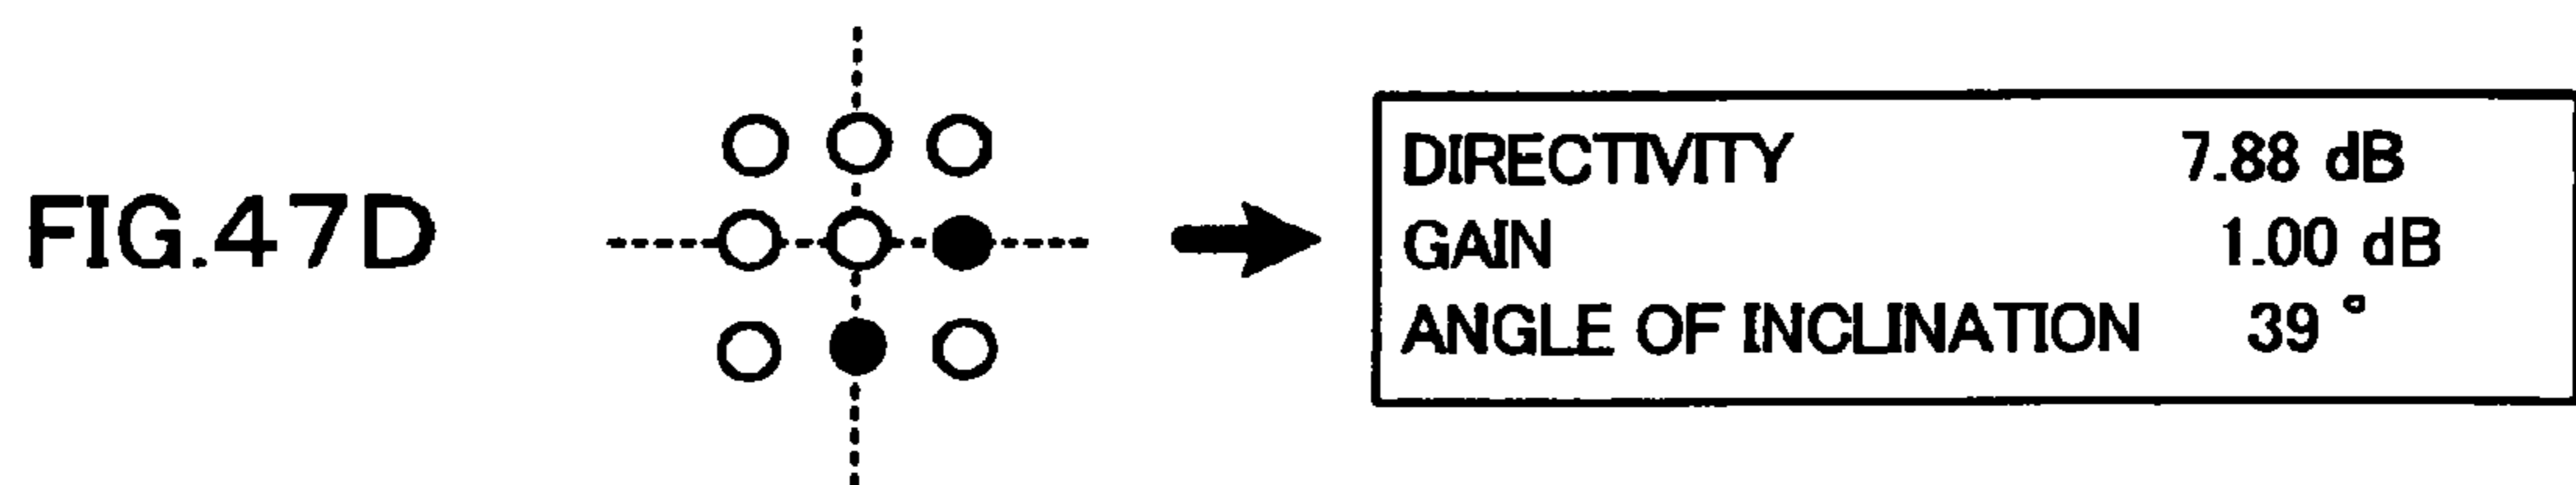 FIG.47D
DIRECTIVITY 7.88 dB
GAIN 1.00 dB
ANGLE OF INCLINATION 39 °